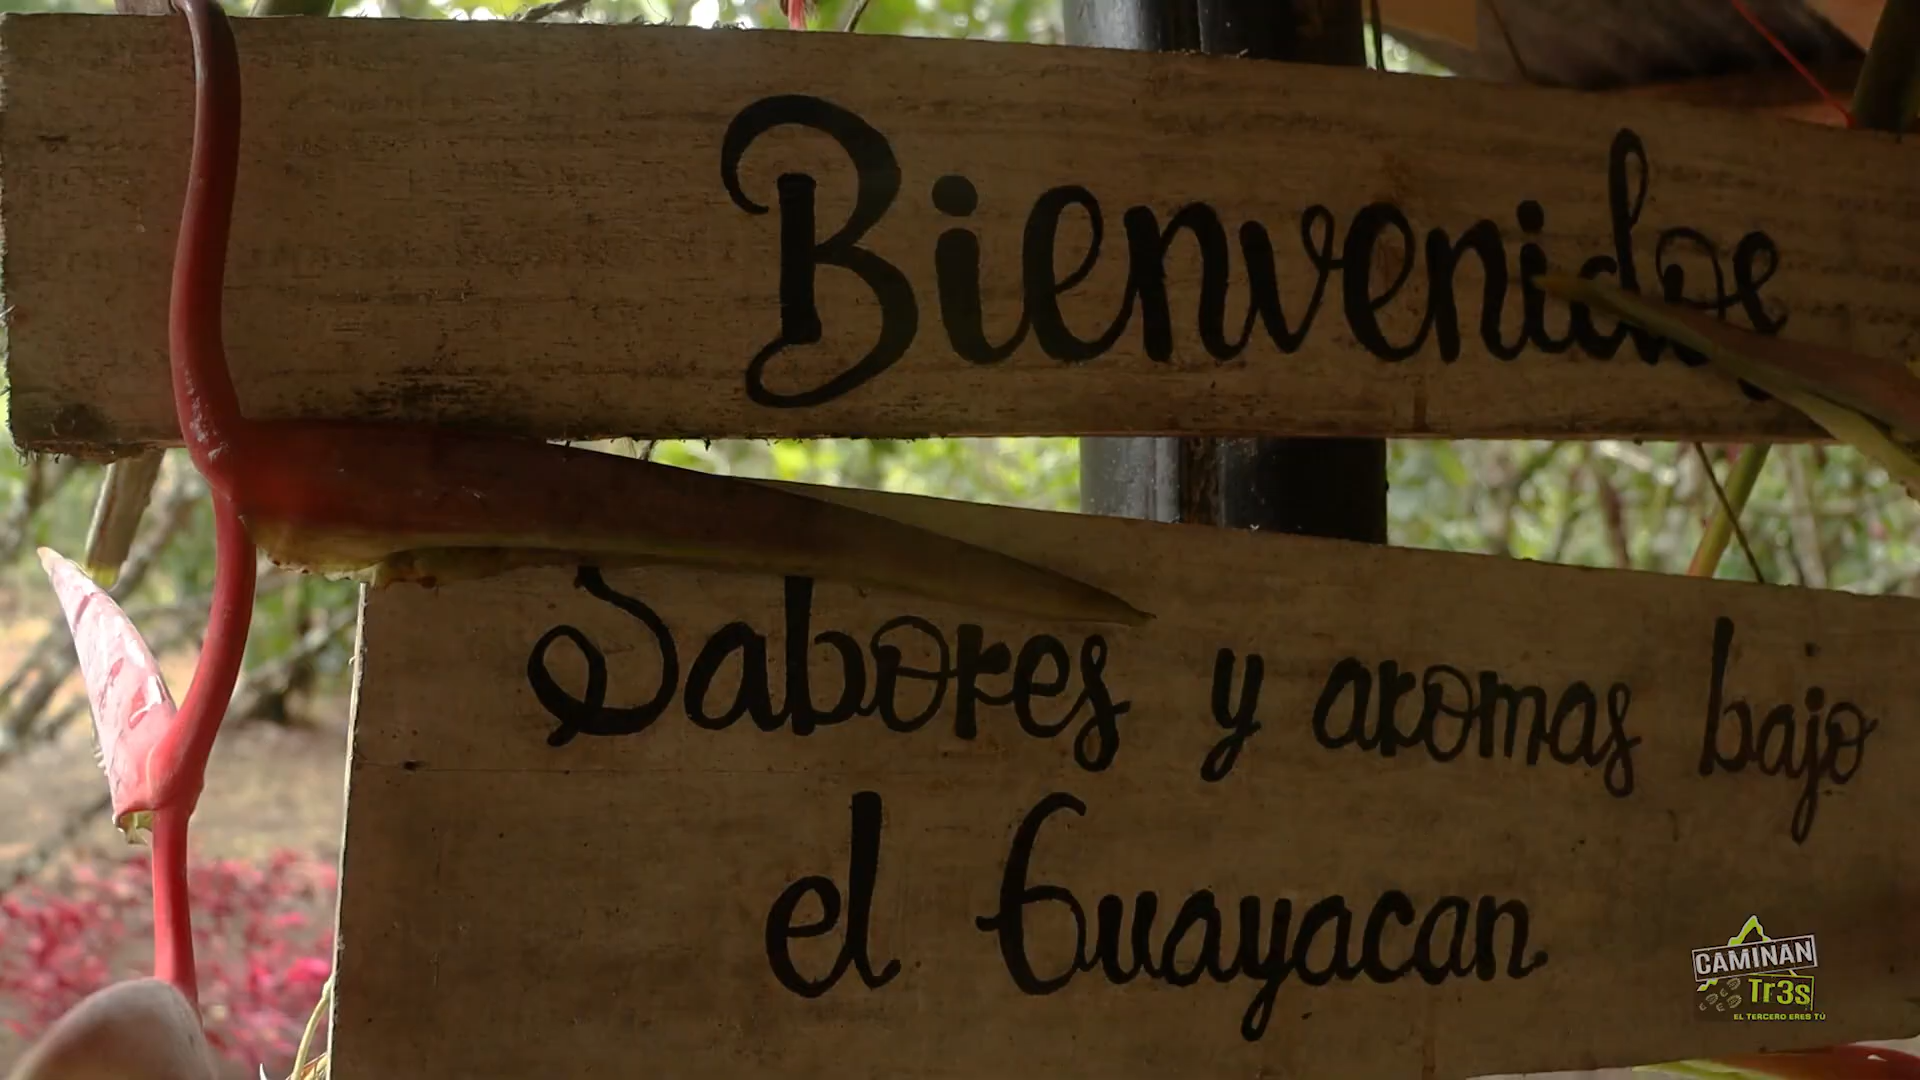 Bienvenidos
Sabores y aromas bajo
el Guayacan
CAMINAN
Tr3s
EL TERCERO ERES TÚ